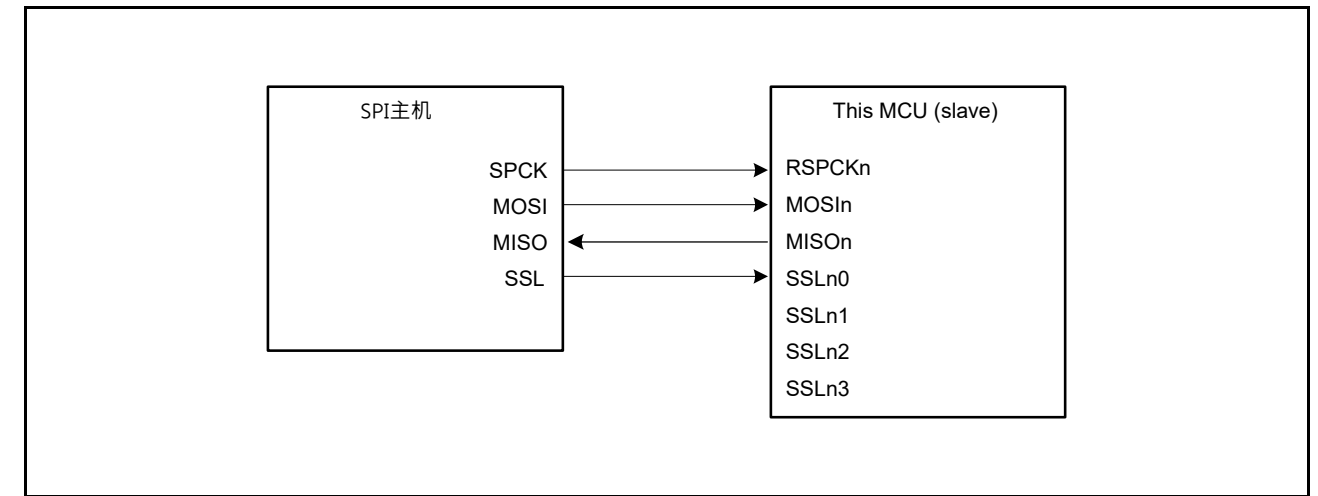 SPI主机
SPCK
MOSI
MISO
SSL
This MCU (slave)
RSPCKn
MOSIn
MISOn
SSLn0
SSLn1
SSLn2
SSLn3